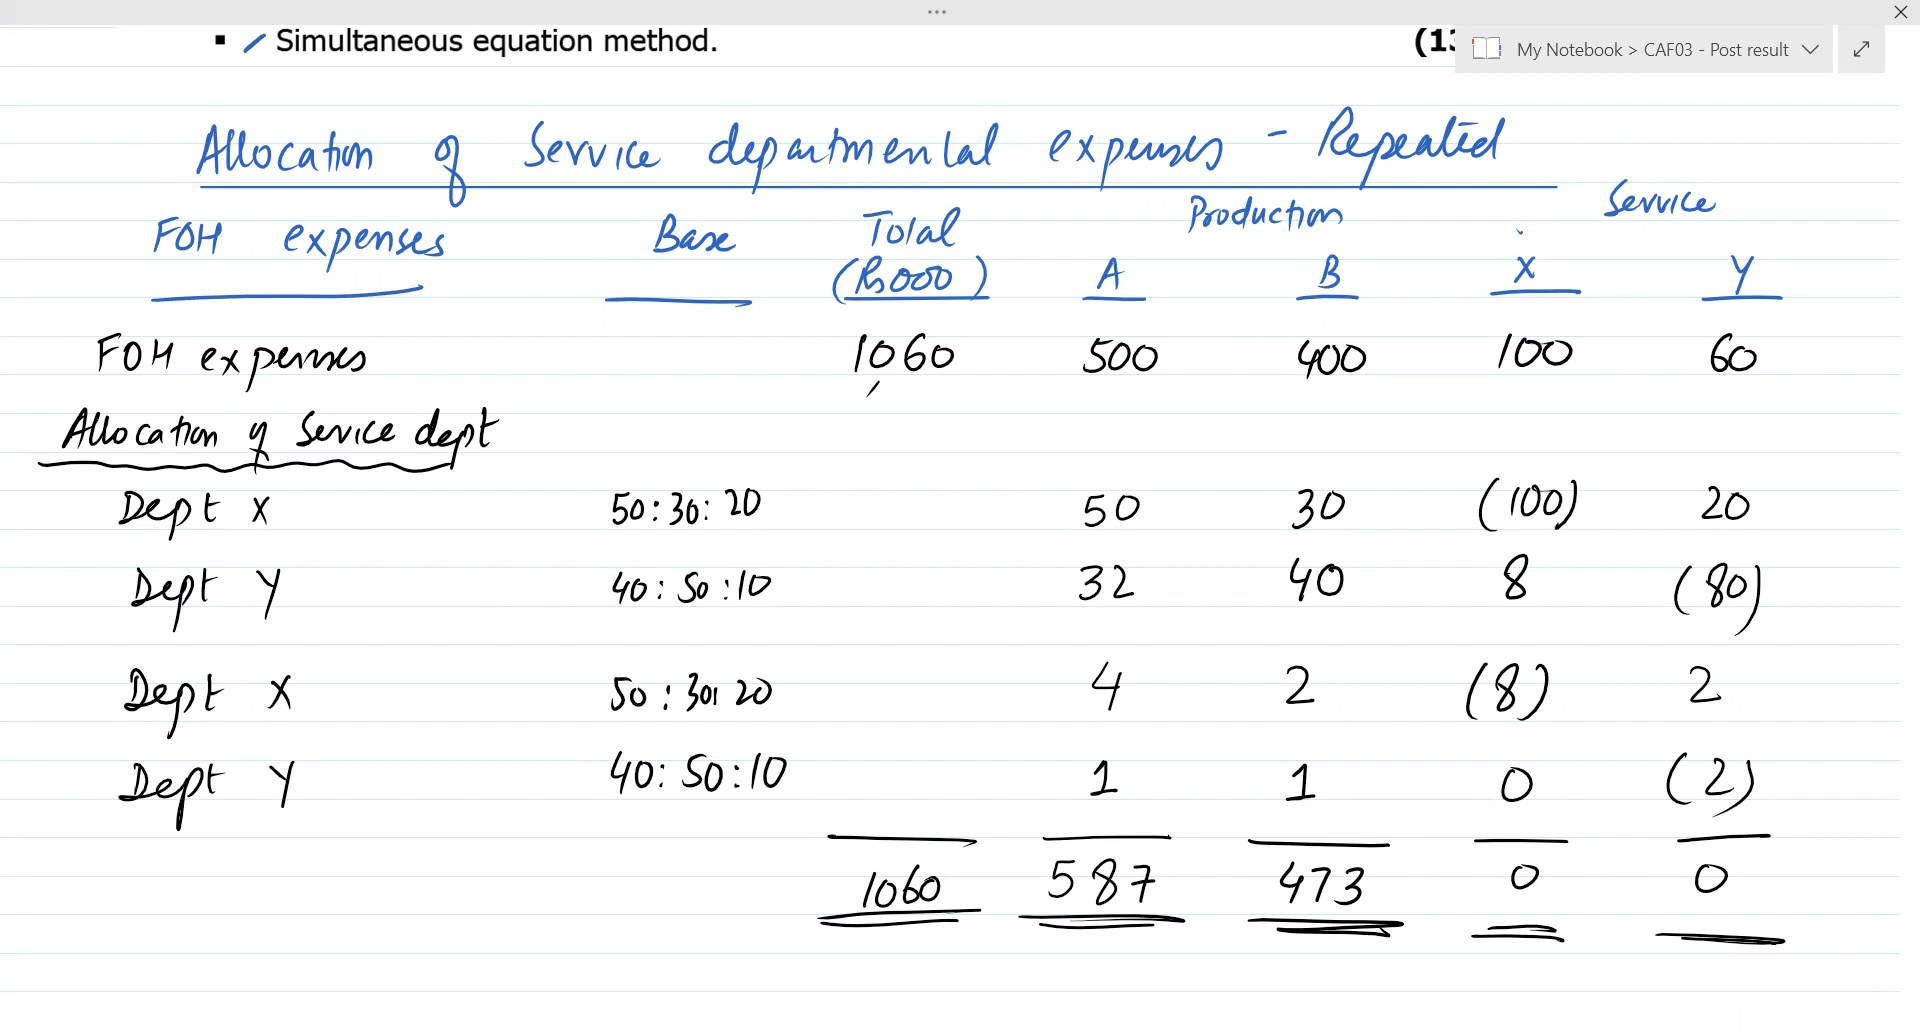 ▪ Simultaneous equation method.
(13
My Notebook > CAF03 - Post result
Allocation of Service departmental expenses - Repeated
Production Service
FOH expenses Base Total A B X Y
(Rs000)
FOH expenses 1060 500 400 100 60
Allocation of Service dept
Dept X 50:30:20 50 30 (100) 20
Dept Y 40:50:10 32 40 8 (80)
Dept X 50:30:20 4 2 (8) 2
Dept Y 40:50:10 1 1 0 (2)
1060 587 473 0 0